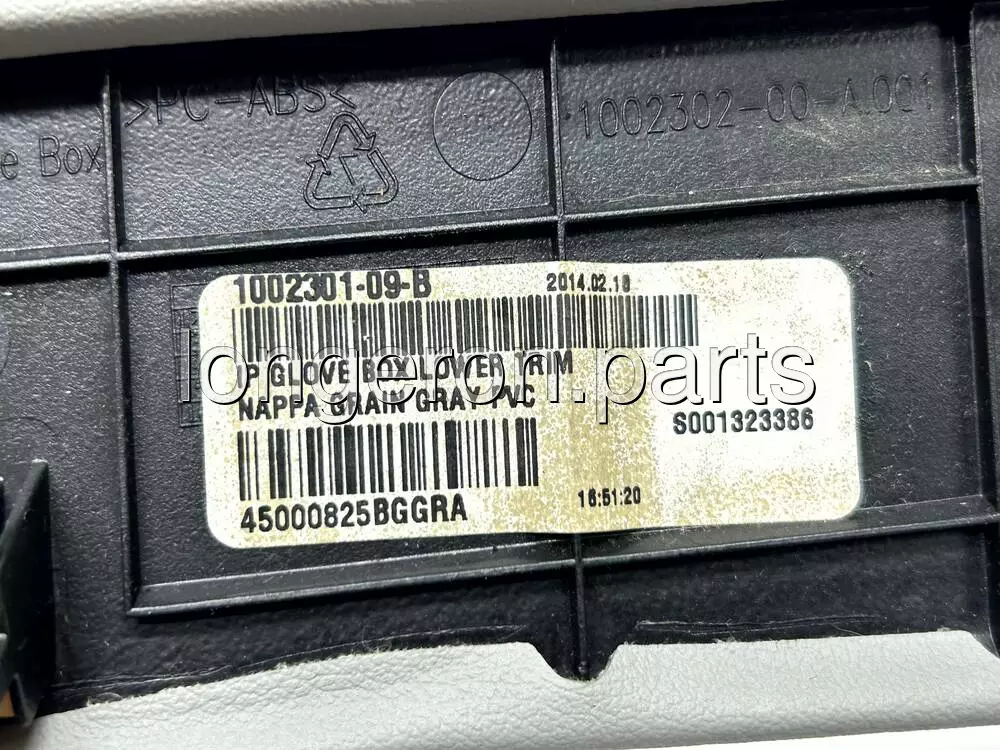 >PC-ABS<
e Box
1002302-00-A.001
1002301-09-B
2014.02.18
IP GLOVE BOX LOWER TRIM
NAPPA GRAIN GRAY PVC
longeron.parts
S001323386
45000825BGGRA
16:51:20